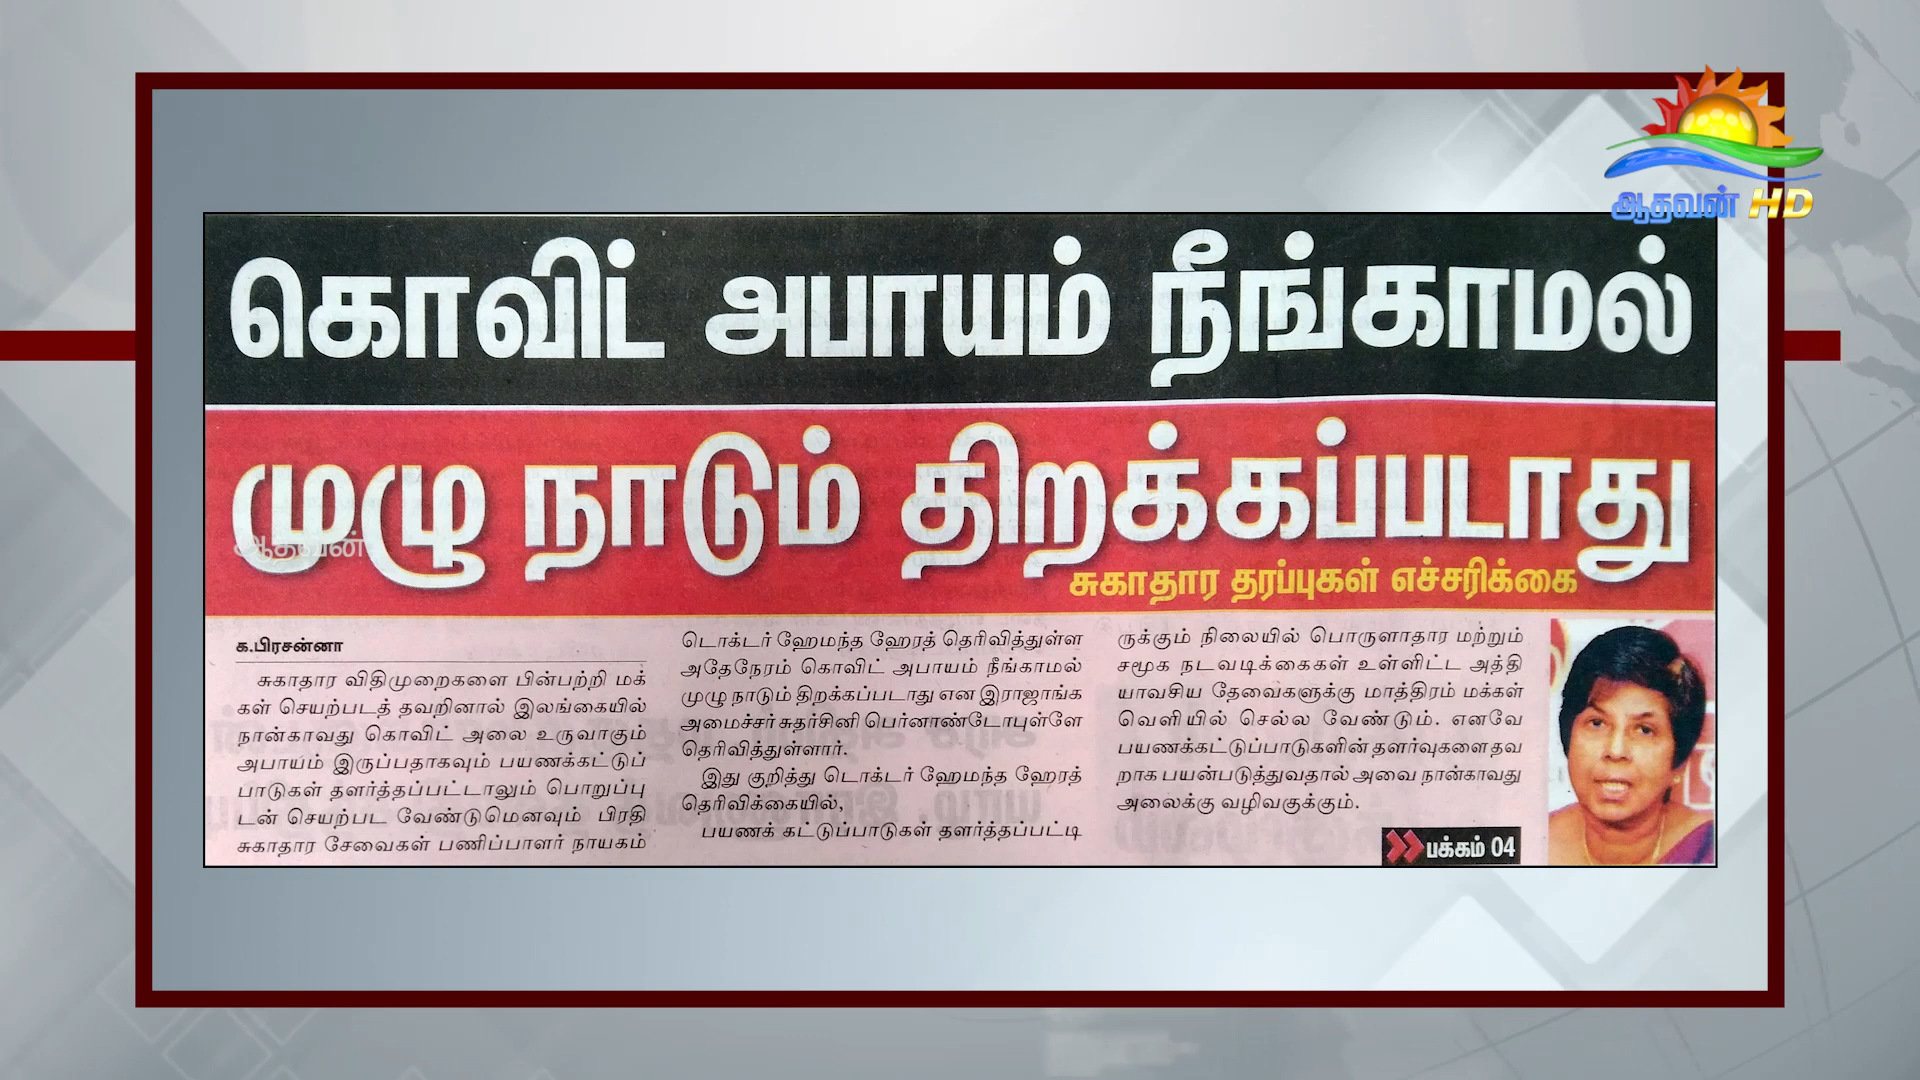 ஆதவன் HD
கொவிட் அபாயம் நீங்காமல்
முழு நாடும் திறக்கப்படாது
ஆதவன்
சுகாதார தரப்புகள் எச்சரிக்கை
க.பிரசன்னா
சுகாதார விதிமுறைகளை பின்பற்றி மக்
கள் செயற்படத் தவறினால் இலங்கையில்
நான்காவது கொவிட் அலை உருவாகும்
அபாயம் இருப்பதாகவும் பயணக்கட்டுப்
பாடுகள் தளர்த்தப்பட்டாலும் பொறுப்பு
டன் செயற்பட வேண்டுமெனவும் பிரதி
சுகாதார சேவைகள் பணிப்பாளர் நாயகம்
டொக்டர் ஹேமந்த ஹேரத் தெரிவித்துள்ள
அதேநேரம் கொவிட் அபாயம் நீங்காமல்
முழு நாடும் திறக்கப்படாது என இராஜாங்க
அமைச்சர் சுதர்சினி பெர்னாண்டோபுள்ளே
தெரிவித்துள்ளார்.
இது குறித்து டொக்டர் ஹேமந்த ஹேரத்
தெரிவிக்கையில்,
பயணக் கட்டுப்பாடுகள் தளர்த்தப்பட்டி
ருக்கும் நிலையில் பொருளாதார மற்றும்
சமூக நடவடிக்கைகள் உள்ளிட்ட அத்தி
யாவசிய தேவைகளுக்கு மாத்திரம் மக்கள்
வெளியில் செல்ல வேண்டும். எனவே
பயணக்கட்டுப்பாடுகளின் தளர்வுகளை தவ
றாக பயன்படுத்துவதால் அவை நான்காவது
அலைக்கு வழிவகுக்கும்.
பக்கம் 04